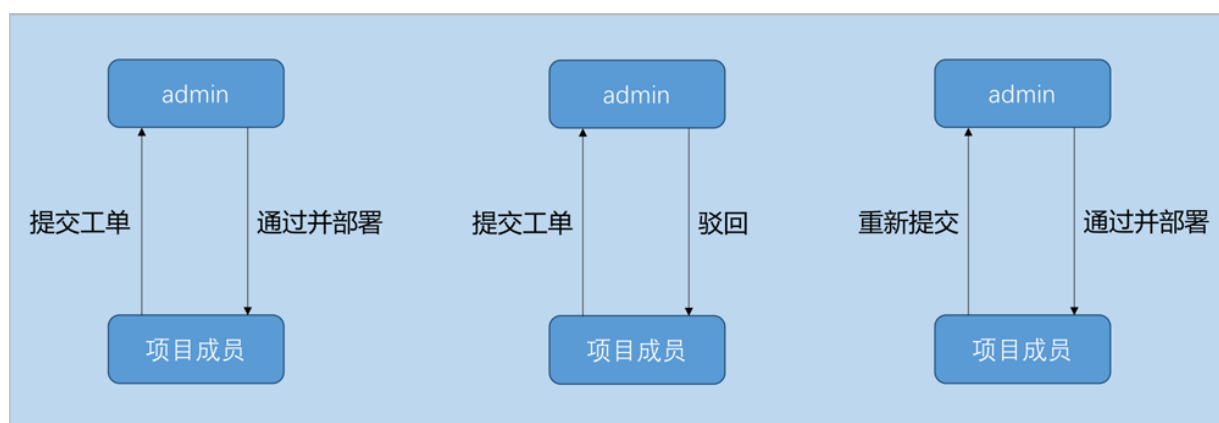 admin
提交工单
通过并部署
项目成员
admin
提交工单
驳回
项目成员
admin
重新提交
通过并部署
项目成员